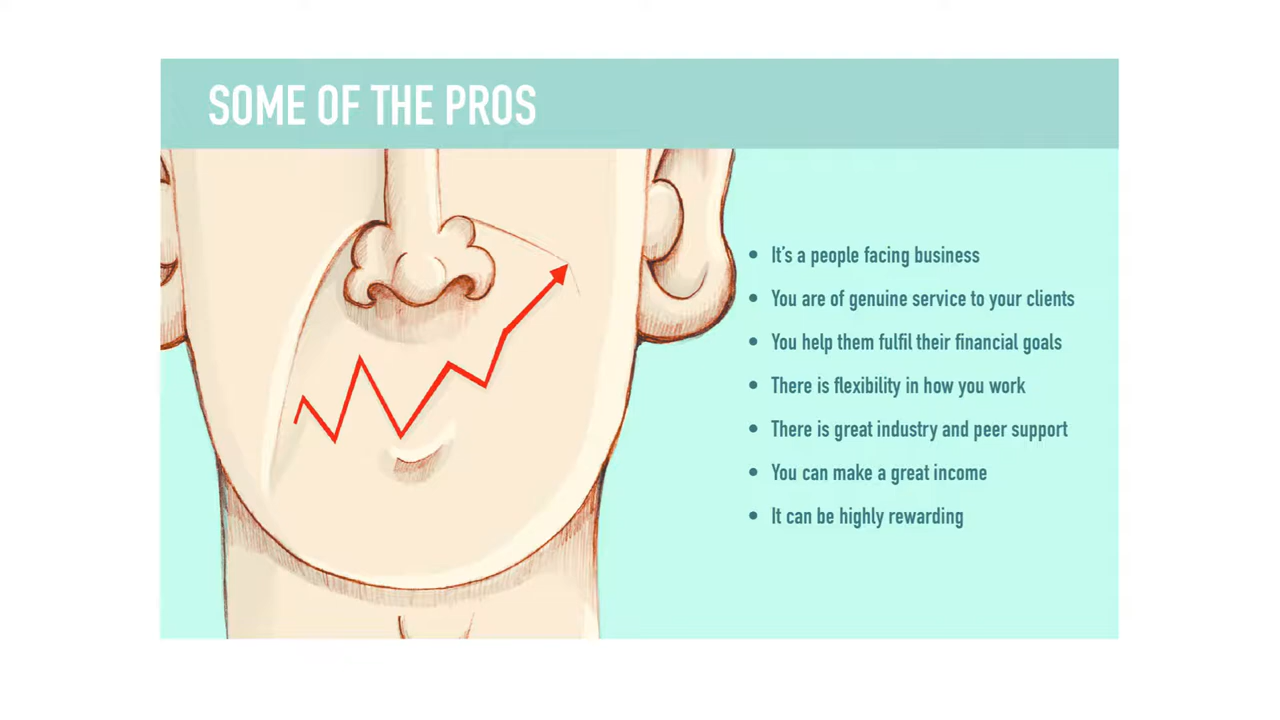 SOME OF THE PROS
• It's a people facing business
• You are of genuine service to your clients
• You help them fulfil their financial goals
• There is flexibility in how you work
• There is great industry and peer support
• You can make a great income
• It can be highly rewarding